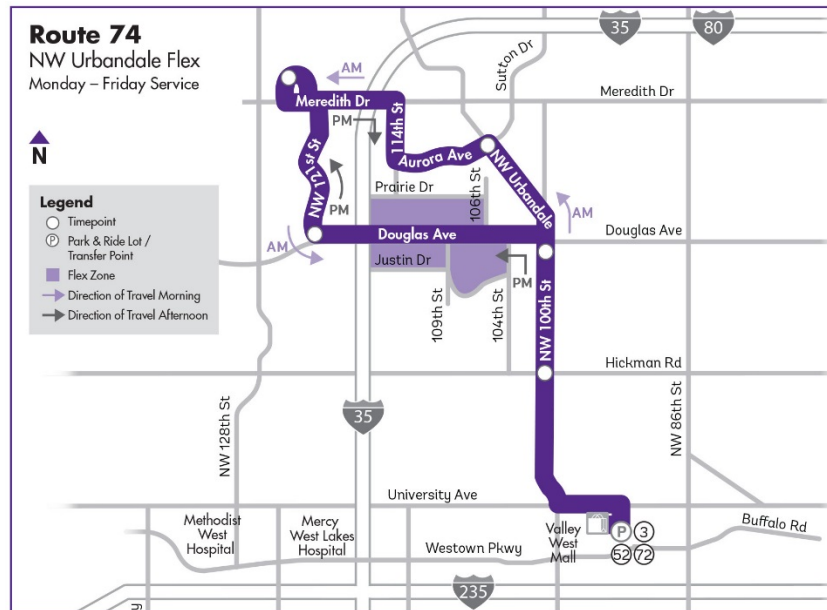 Route 74
NW Urbandale Flex
Monday – Friday Service
N
Legend
Timepoint
P
Park & Ride Lot /
Transfer Point
Flex Zone
Direction of Travel Morning
Direction of Travel Afternoon
35
80
Sutton Dr
AM
Meredith Dr
Meredith Dr
PM
114th St
Aurora Ave
NW Urbandale
NW 121st St
PM
Prairie Dr
106th St
AM
Douglas Ave
Douglas Ave
AM
Justin Dr
PM
109th St
104th St
NW 100th St
Hickman Rd
NW 128th St
35
NW 86th St
University Ave
Methodist
West
Hospital
Mercy
West Lakes
Hospital
Valley
West
Mall
P
3
52
72
Buffalo Rd
Westown Pkwy
235